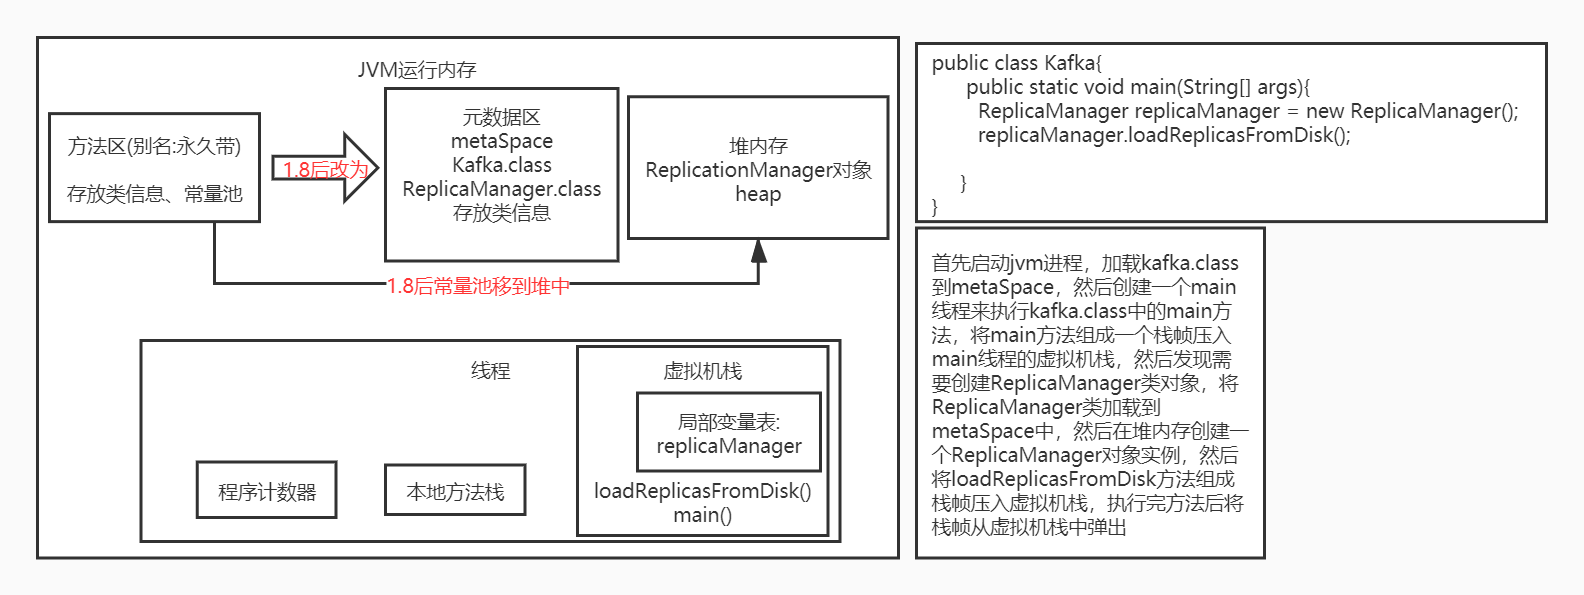 JVM运行内存
方法区(别名:永久带)
存放类信息、常量池
1.8后改为
元数据区
metaSpace
Kafka.class
ReplicaManager.class
存放类信息
堆内存
ReplicationManager对象
heap
1.8后常量池移到堆中
线程
程序计数器
本地方法栈
虚拟机栈
局部变量表:
replicaManager
loadReplicasFromDisk()
main()
public class Kafka{
public static void main(String[] args){
ReplicaManager replicaManager = new ReplicaManager();
replicaManager.loadReplicasFromDisk();
}
}
首先启动jvm进程，加载kafka.class
到metaSpace，然后创建一个main
线程来执行kafka.class中的main方
法，将main方法组成一个栈帧压入
main线程的虚拟机栈，然后发现需
要创建ReplicaManager类对象，将
ReplicaManager类加载到
metaSpace中，然后在堆内存创建一
个ReplicaManager对象实例，然后
将loadReplicasFromDisk方法组成
栈帧压入虚拟机栈，执行完方法后将
栈帧从虚拟机栈中弹出